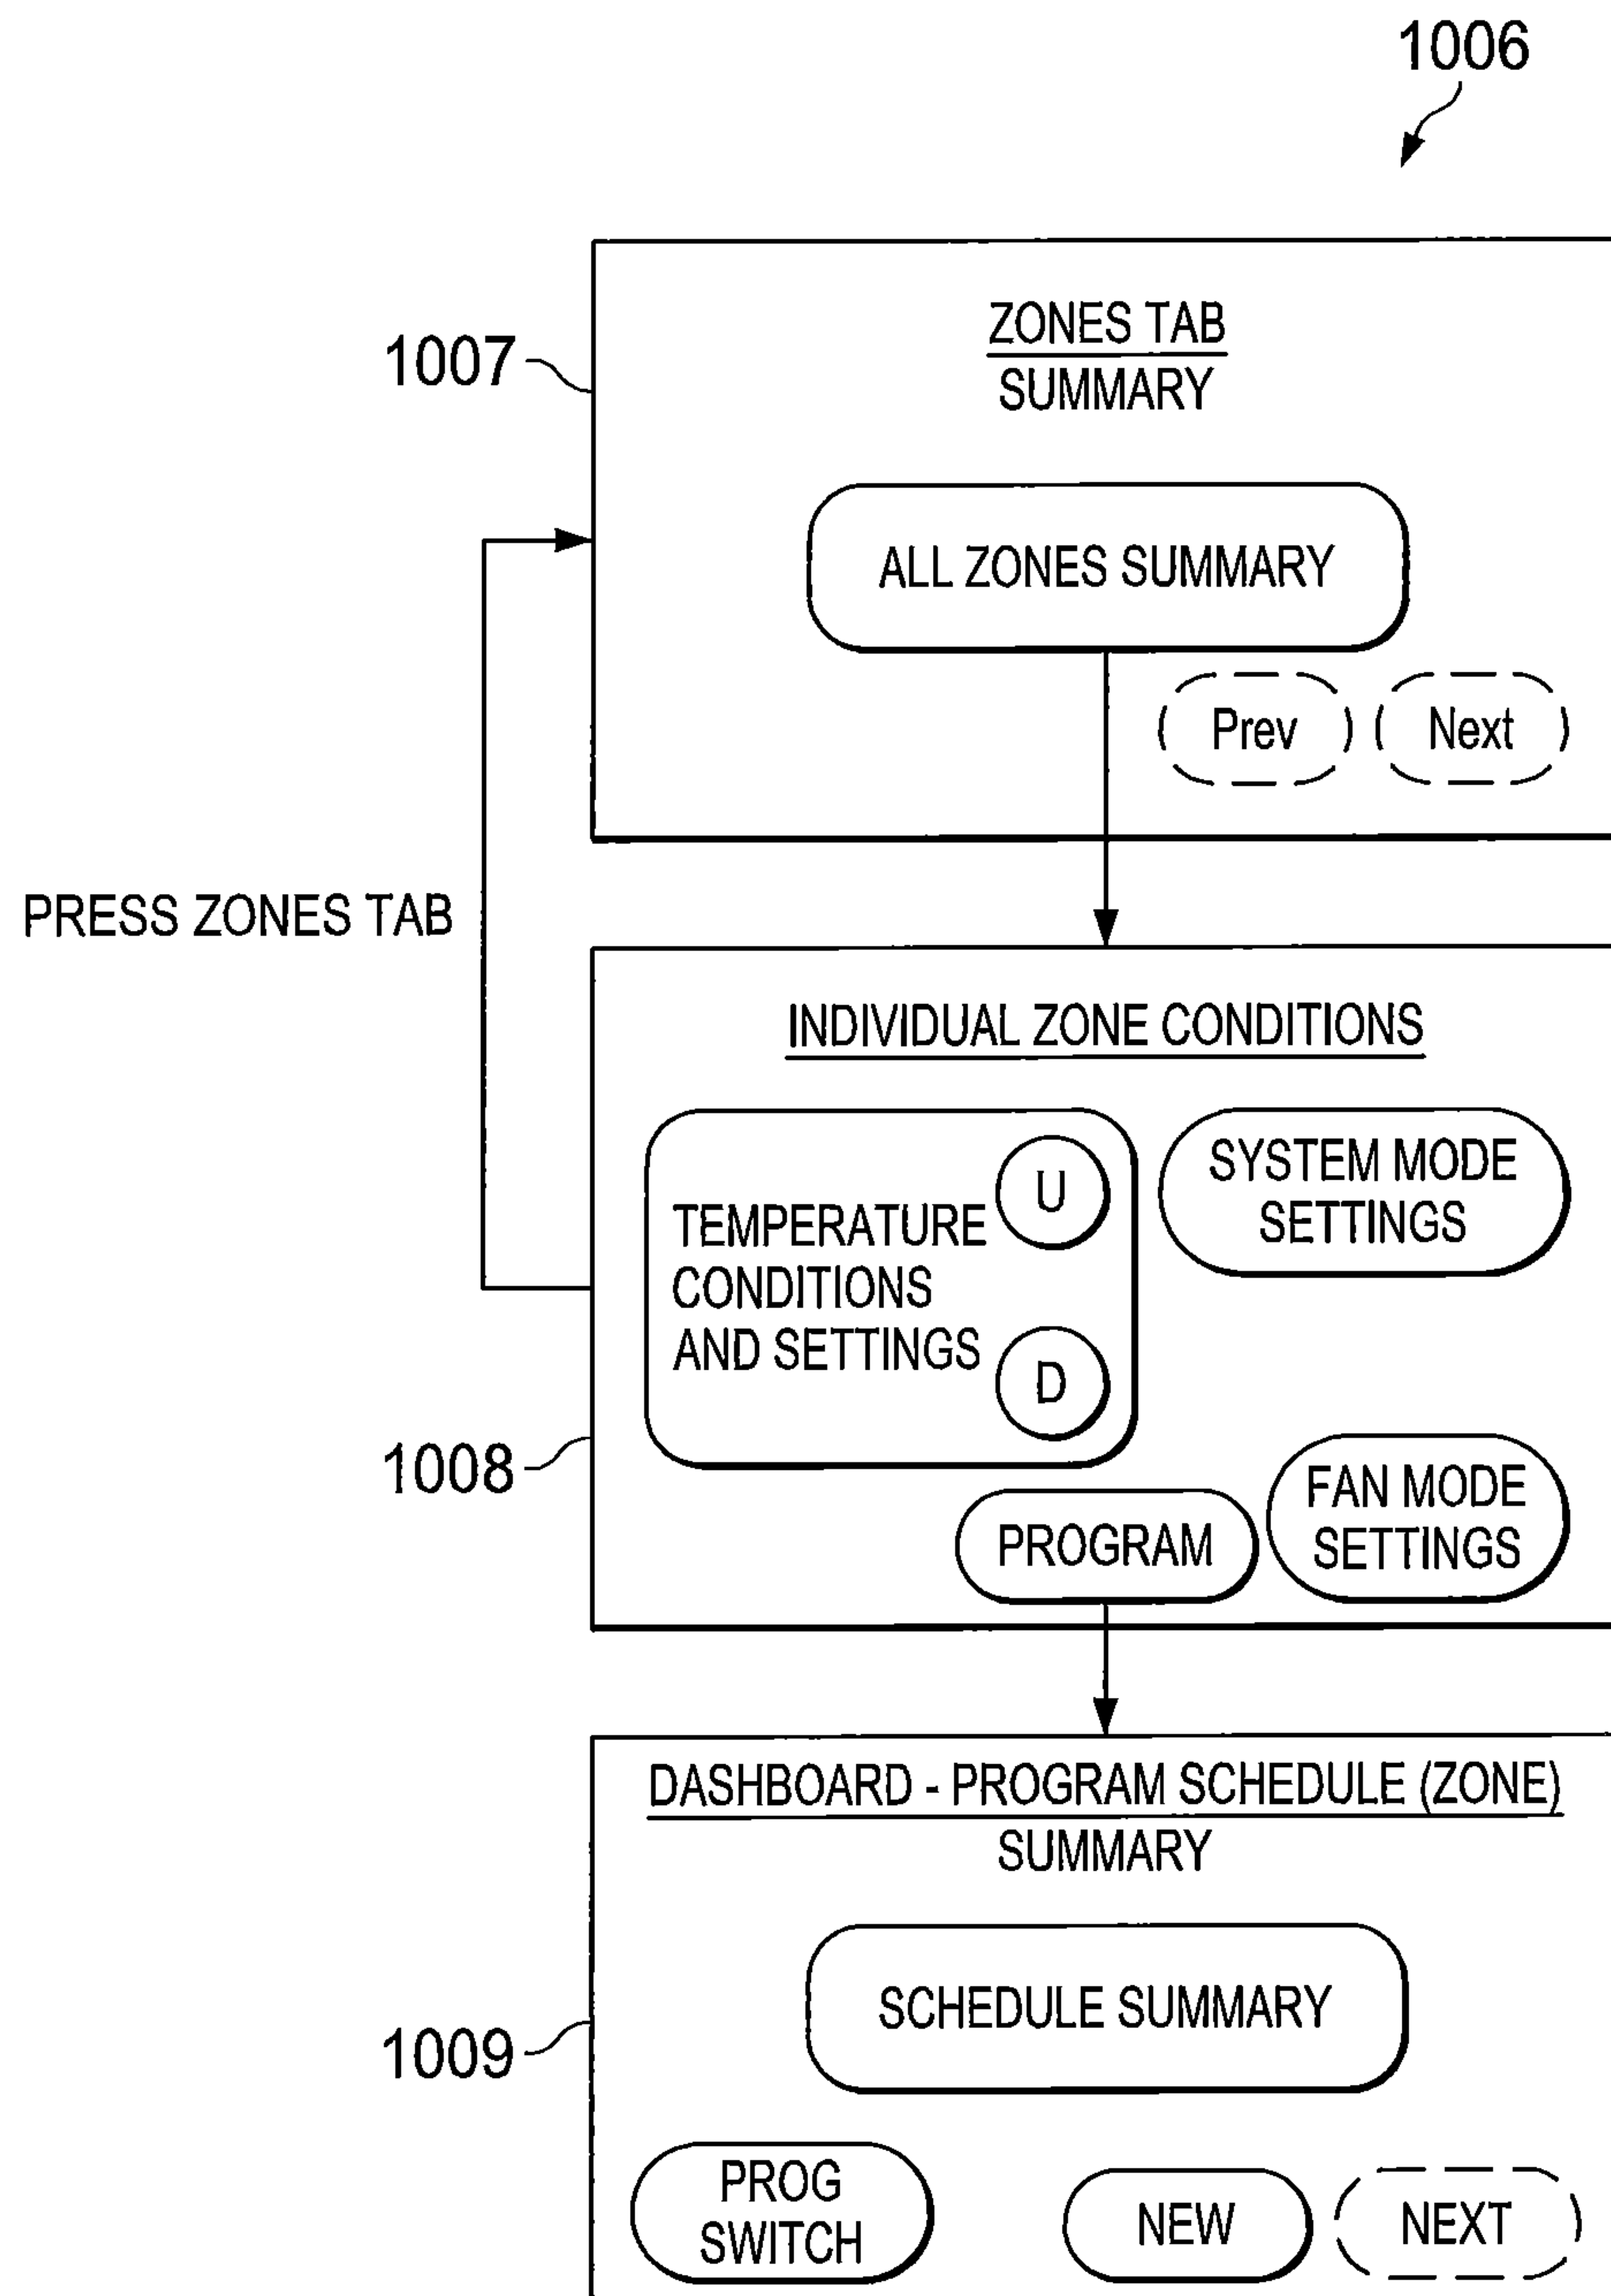 1006
1007
ZONES TAB
SUMMARY
ALL ZONES SUMMARY
Prev
Next
PRESS ZONES TAB
INDIVIDUAL ZONE CONDITIONS
TEMPERATURE
CONDITIONS
AND SETTINGS
U
D
SYSTEM MODE
SETTINGS
1008
PROGRAM
FAN MODE
SETTINGS
DASHBOARD - PROGRAM SCHEDULE (ZONE)
SUMMARY
SCHEDULE SUMMARY
1009
PROG
SWITCH
NEW
NEXT